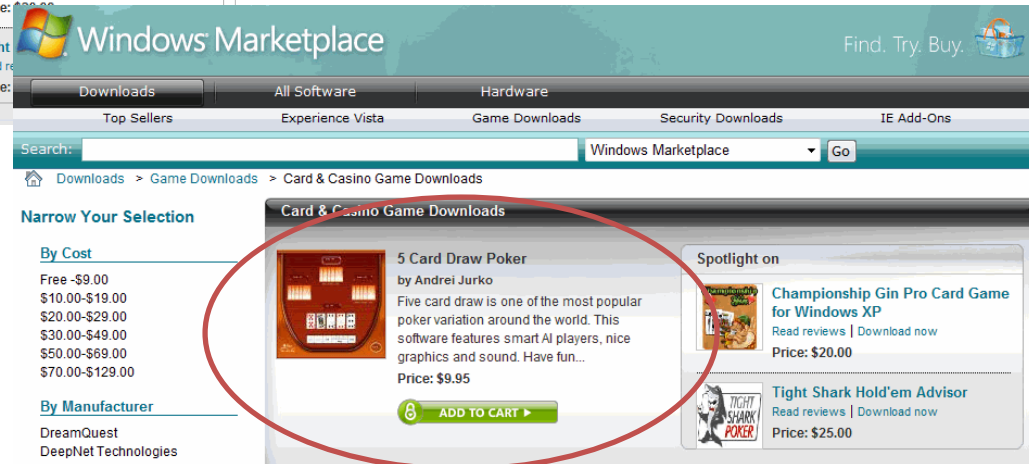 Windows Marketplace
Find. Try. Buy.
Downloads All Software Hardware
Top Sellers Experience Vista Game Downloads Security Downloads IE Add-Ons
Search: Windows Marketplace Go
Downloads > Game Downloads > Card & Casino Game Downloads
Narrow Your Selection
By Cost
Free -$9.00
$10.00-$19.00
$20.00-$29.00
$30.00-$49.00
$50.00-$69.00
$70.00-$129.00
By Manufacturer
DreamQuest
DeepNet Technologies
Card & Casino Game Downloads
5 Card Draw Poker
by Andrei Jurko
Five card draw is one of the most popular
poker variation around the world. This
software features smart AI players, nice
graphics and sound. Have fun...
Price: $9.95
ADD TO CART
Spotlight on
Championship Gin Pro Card Game
for Windows XP
Read reviews | Download now
Price: $20.00
TIGHT
SHARK
POKER
Tight Shark Hold'em Advisor
Read reviews | Download now
Price: $25.00